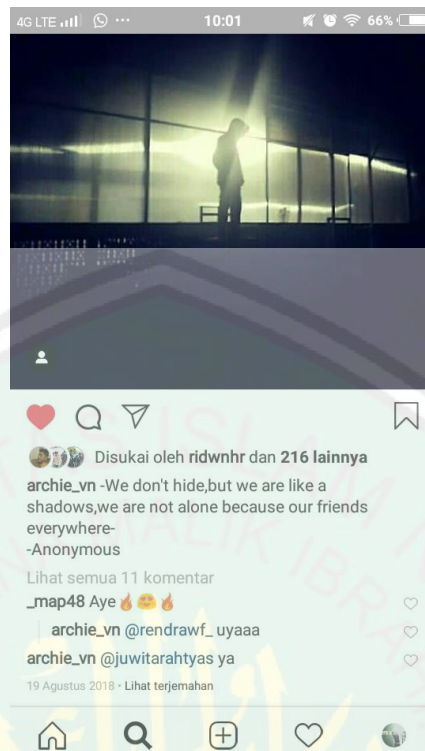 4G LTE 10:01 66%
Disukai oleh ridwnhr dan 216 lainnya
archie_vn -We don't hide,but we are like a
shadows,we are not alone because our friends
everywhere-
-Anonymous
Lihat semua 11 komentar
_map48 Aye🔥😍🔥
archie_vn @rendrawf_ uyaaa
archie_vn @juwitarahtyas ya
19 Agustus 2018 • Lihat terjemahan